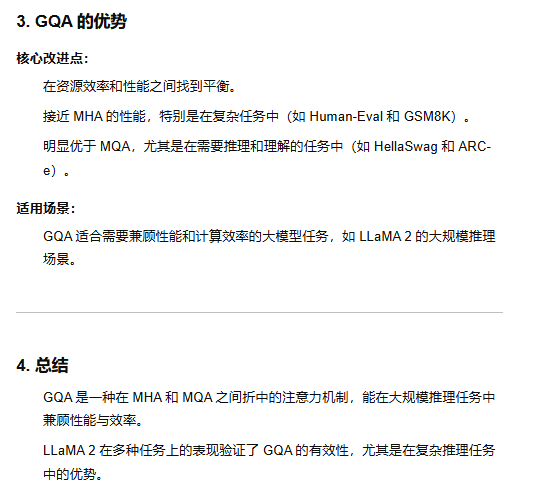 3. GQA 的优势
核心改进点：
在资源效率和性能之间找到平衡。
接近 MHA 的性能，特别是在复杂任务中（如 Human-Eval 和 GSM8K）。
明显优于 MQA，尤其是在需要推理和理解的任务中（如 HellaSwag 和 ARC-
e）。
适用场景：
GQA 适合需要兼顾性能和计算效率的大模型任务，如 LLaMA 2 的大规模推理
场景。
4. 总结
GQA 是一种在 MHA 和 MQA 之间折中的注意力机制，能在大规模推理任务中
兼顾性能与效率。
LLaMA 2 在多种任务上的表现验证了 GQA 的有效性，尤其是在复杂推理任务
中的优势。